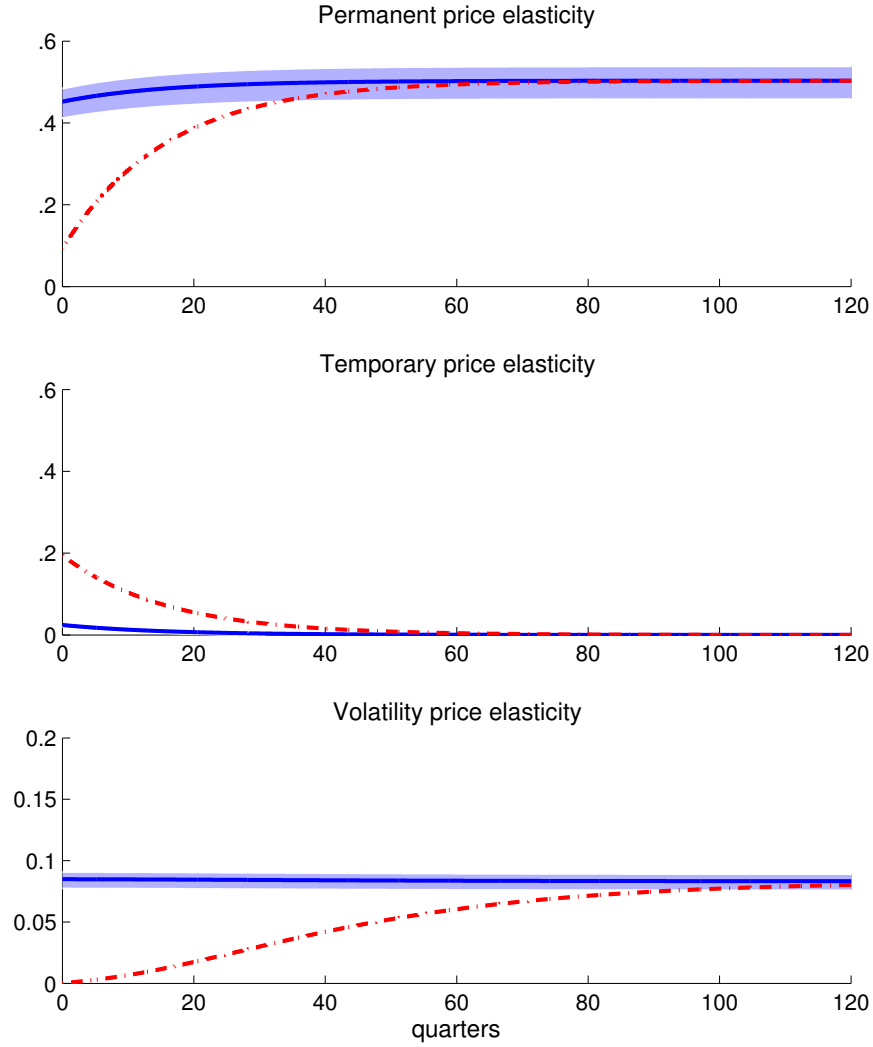 Permanent price elasticity
.6
.4
.2
0
0 20 40 60 80 100 120
Temporary price elasticity
.6
.4
.2
0
0 20 40 60 80 100 120
Volatility price elasticity
0.2
0.15
0.1
0.05
0
0 20 40 60 80 100 120
quarters